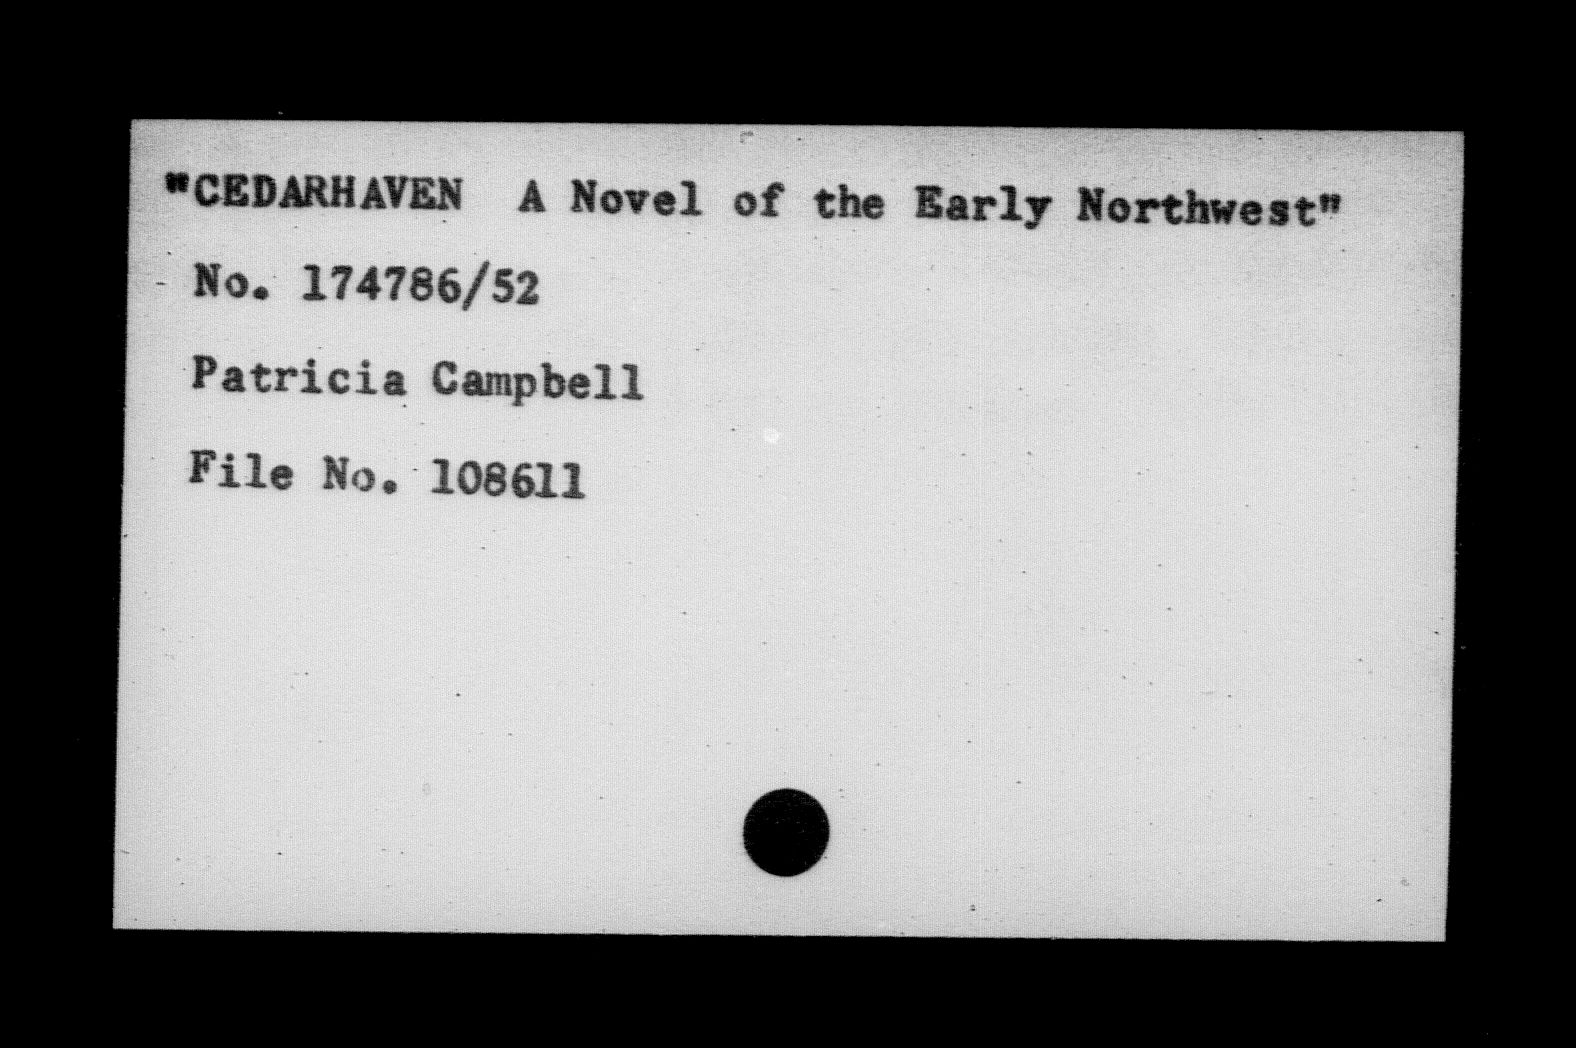 "CEDARHAVEN  A Novel of the Early Northwest"
No. 174786/52
Patricia Campbell
File No. 108611